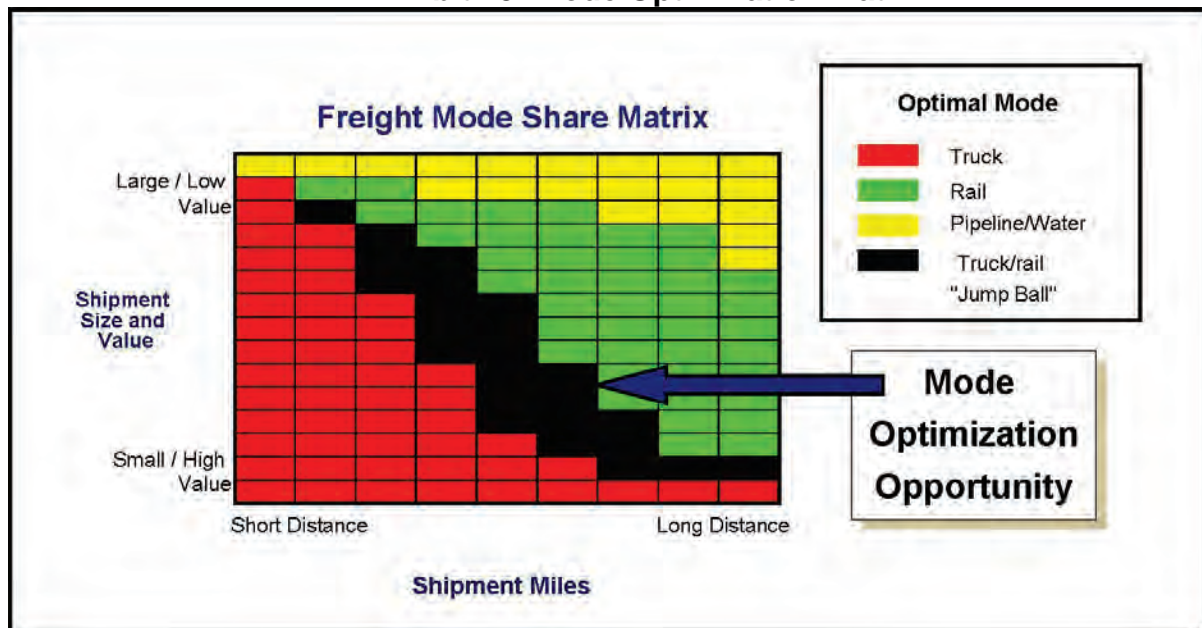 Freight Mode Share Matrix
Large / Low
Value
Shipment
Size and
Value
Small / High
Value
Short Distance
Long Distance
Shipment Miles
Optimal Mode
Truck
Rail
Pipeline/Water
Truck/rail
"Jump Ball"
Mode
Optimization
Opportunity